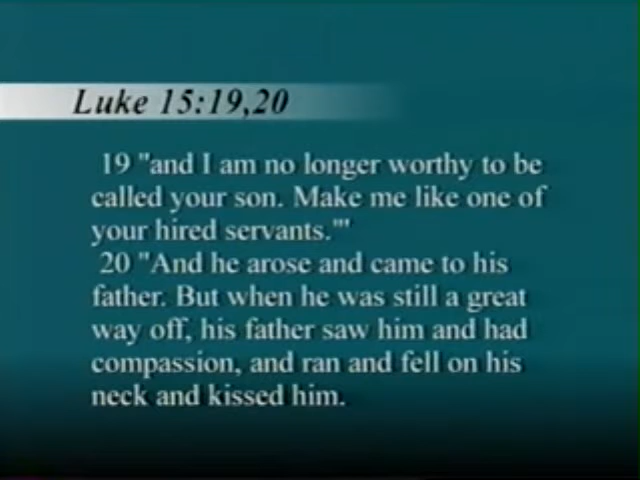 Luke 15:19,20
19 "and I am no longer worthy to be
called your son. Make me like one of
your hired servants."'
20 "And he arose and came to his
father. But when he was still a great
way off, his father saw him and had
compassion, and ran and fell on his
neck and kissed him.